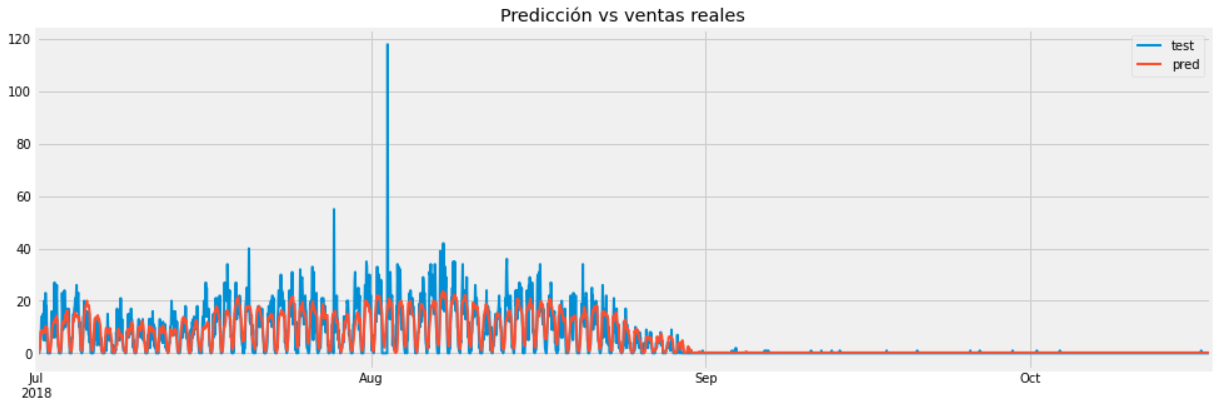 Predicción vs ventas reales
120
100
80
60
40
20
0
test
pred
Jul
2018
Aug
Sep
Oct